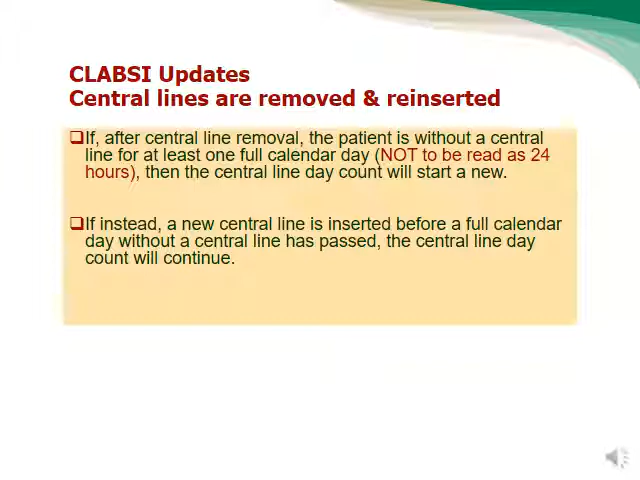 CLABSI Updates
Central lines are removed & reinserted
If, after central line removal, the patient is without a central
line for at least one full calendar day (NOT to be read as 24
hours), then the central line day count will start a new.
If instead, a new central line is inserted before a full calendar
day without a central line has passed, the central line day
count will continue.